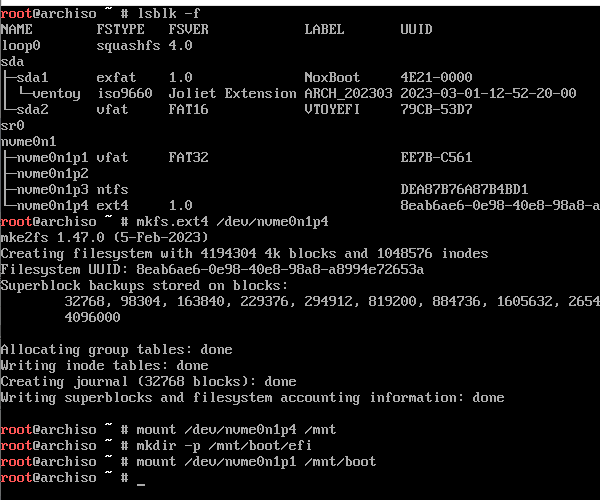 root@archiso ~ # lsblk -f
NAME        FSTYPE   FSVER            LABEL       UUID
loop0       squashfs 4.0
sda
├─sda1      exfat    1.0              NoxBoot     4E21-0000
│ └─ventoy  iso9660  Joliet Extension ARCH_202303 2023-03-01-12-52-20-00
└─sda2      vfat     FAT16            VTOYEFI     79CB-53D7
sr0
nvme0n1
├─nvme0n1p1 vfat     FAT32                        EE7B-C561
├─nvme0n1p2
├─nvme0n1p3 ntfs                                  DEA87B76A87B4BD1
└─nvme0n1p4 ext4     1.0                          8eab6ae6-0e98-40e8-98a8-a
root@archiso ~ # mkfs.ext4 /dev/nvme0n1p4
mke2fs 1.47.0 (5-Feb-2023)
Creating filesystem with 4194304 4k blocks and 1048576 inodes
Filesystem UUID: 8eab6ae6-0e98-40e8-98a8-a8994e72653a
Superblock backups stored on blocks:
        32768, 98304, 163840, 229376, 294912, 819200, 884736, 1605632, 2654
        4096000

Allocating group tables: done
Writing inode tables: done
Creating journal (32768 blocks): done
Writing superblocks and filesystem accounting information: done

root@archiso ~ # mount /dev/nvme0n1p4 /mnt
root@archiso ~ # mkdir -p /mnt/boot/efi
root@archiso ~ # mount /dev/nvme0n1p1 /mnt/boot
root@archiso ~ # _